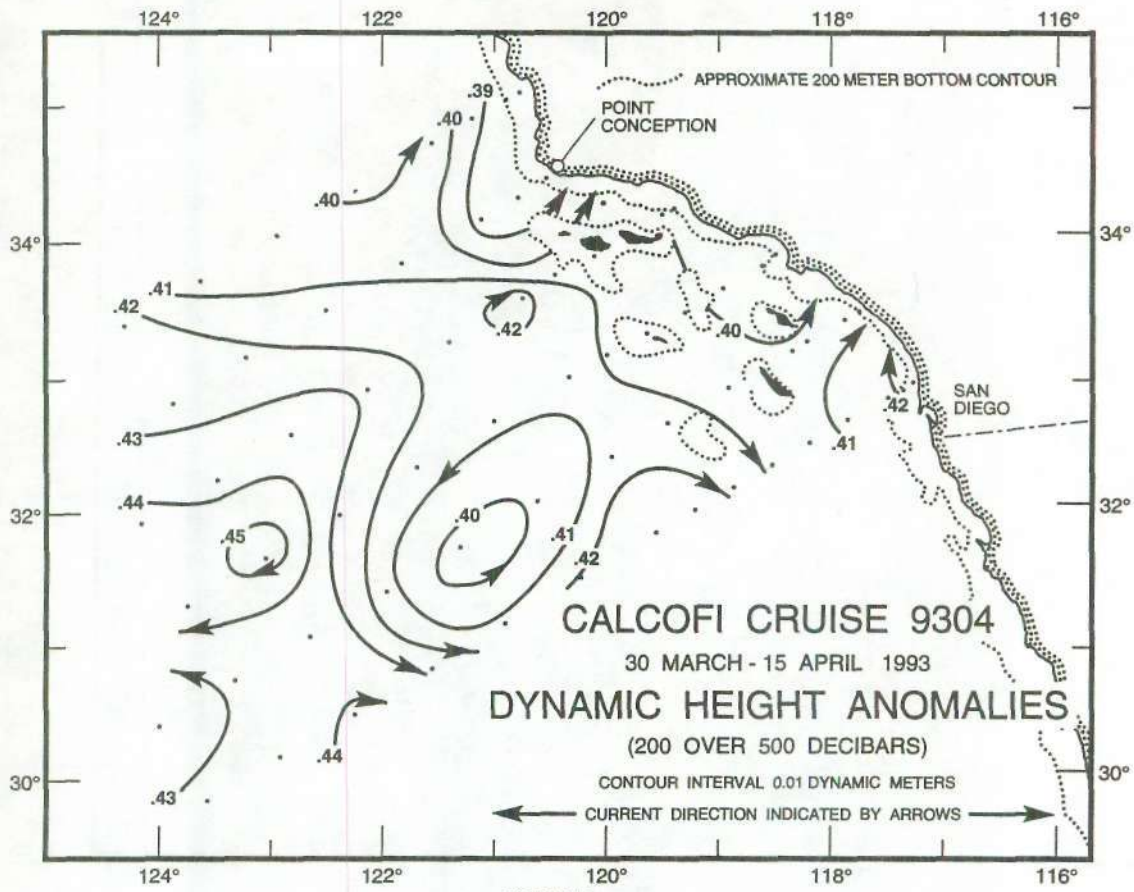 124° 122° 120° 118° 116°
APPROXIMATE 200 METER BOTTOM CONTOUR
.39
.40
POINT
CONCEPTION
.40
34° 34°
.41
.42
.42
.40
SAN
DIEGO
.42
.43
.41
.44
32° 32°
.45
.40
.41
.42
CALCOFI CRUISE 9304
30 MARCH - 15 APRIL 1993
DYNAMIC HEIGHT ANOMALIES
(200 OVER 500 DECIBARS)
.44
30° 30°
CONTOUR INTERVAL 0.01 DYNAMIC METERS
.43
CURRENT DIRECTION INDICATED BY ARROWS
124° 122° 120° 118° 116°